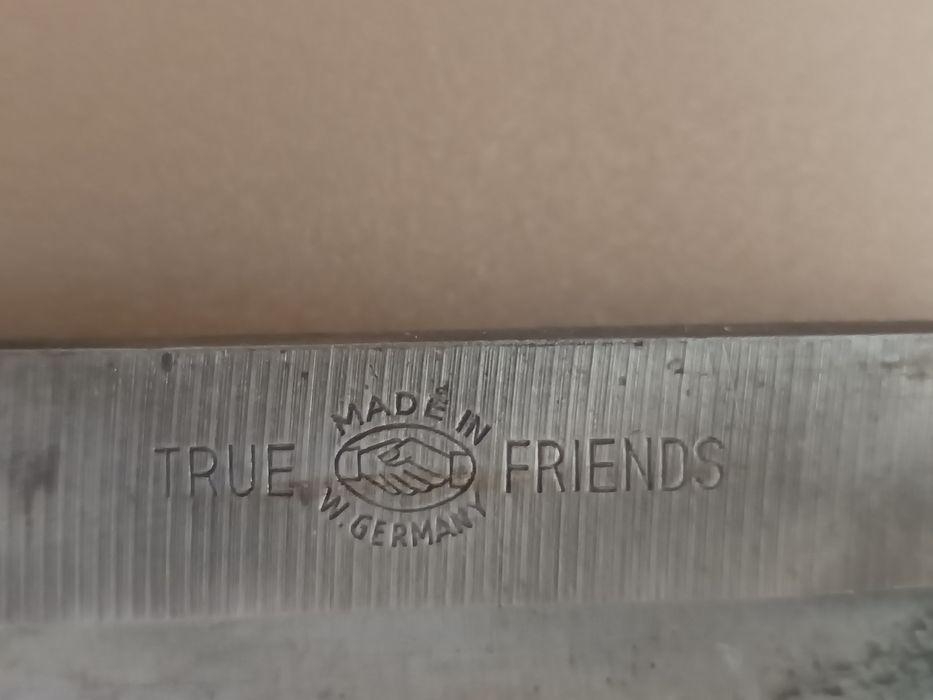 MADE IN
TRUE FRIENDS
W. GERMANY